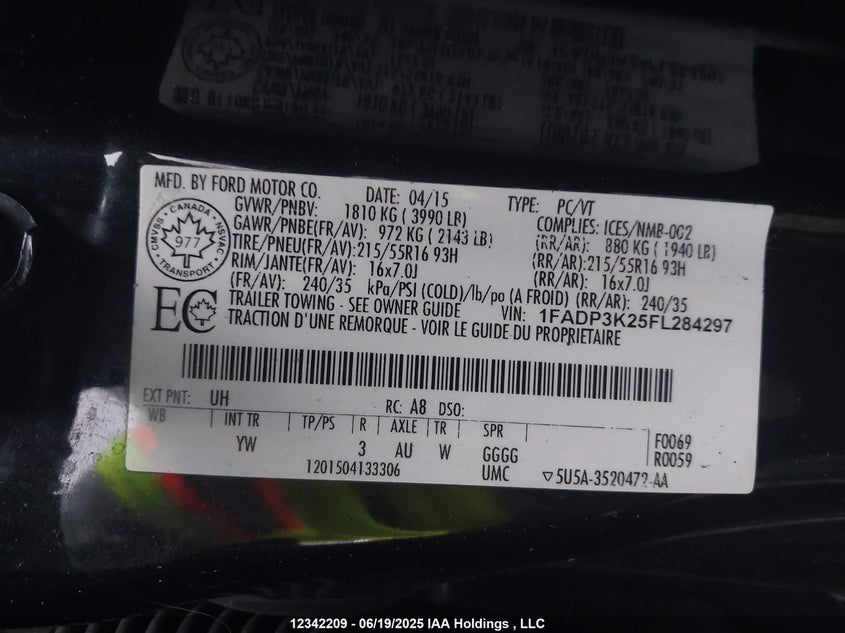 MFD. BY FORD MOTOR CO. DATE: 04/15 TYPE: PC/VT
GVWR/PNBV: 1810 KG ( 3990 LB) COMPLIES: ICES/NMB-002
GAWR/PNBE(FR/AV): 972 KG ( 2143 LB) (RR/AR): 880 KG ( 1940 LB)
TIRE/PNEU(FR/AV): 215/55R16 93H (RR/AR): 215/55R16 93H
RIM/JANTE(FR/AV): 16x7.0J (RR/AR): 16x7.0J
(FR/AV): 240/35 kPa/PSI (COLD)/lb/po (A FROID) (RR/AR): 240/35
TRAILER TOWING - SEE OWNER GUIDE VIN: 1FADP3K25FL284297
TRACTION D'UNE REMORQUE - VOIR LE GUIDE DU PROPRIETAIRE
CANADA
CMVSS NSVAC
977
TRANSPORT
EC
EXT PNT: UH RC: A8 DSO:
WB INT TR TP/PS R AXLE TR SPR F0069
YW 3 AU W GGGG R0059
1201504133306 UMC ▽5U5A-3520472-AA
12342209 - 06/19/2025 IAA Holdings , LLC